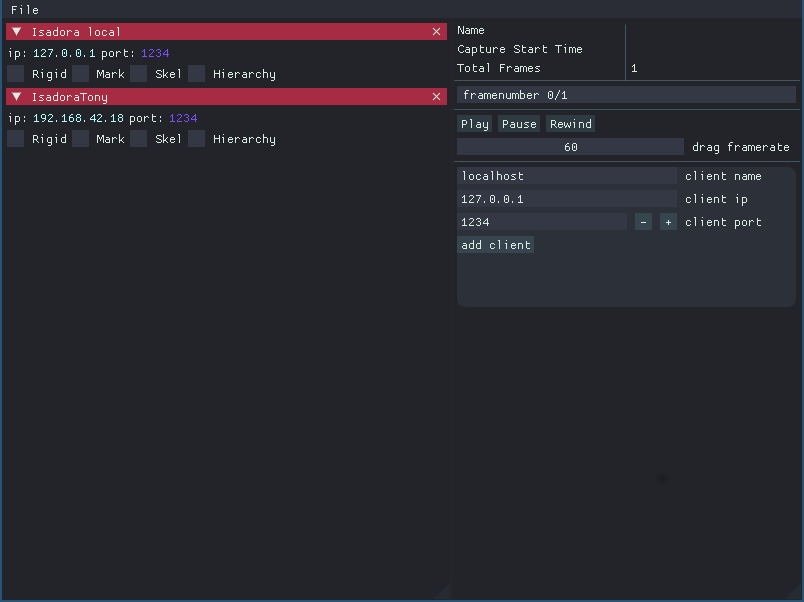 File
Isadora local
ip: 127.0.0.1 port: 1234
Rigid Mark Skel Hierarchy
IsadoraTony
ip: 192.168.42.18 port: 1234
Rigid Mark Skel Hierarchy
Name
Capture Start Time
Total Frames 1
framenumber 0/1
Play Pause Rewind
60 drag framerate
localhost client name
127.0.0.1 client ip
1234 - + client port
add client